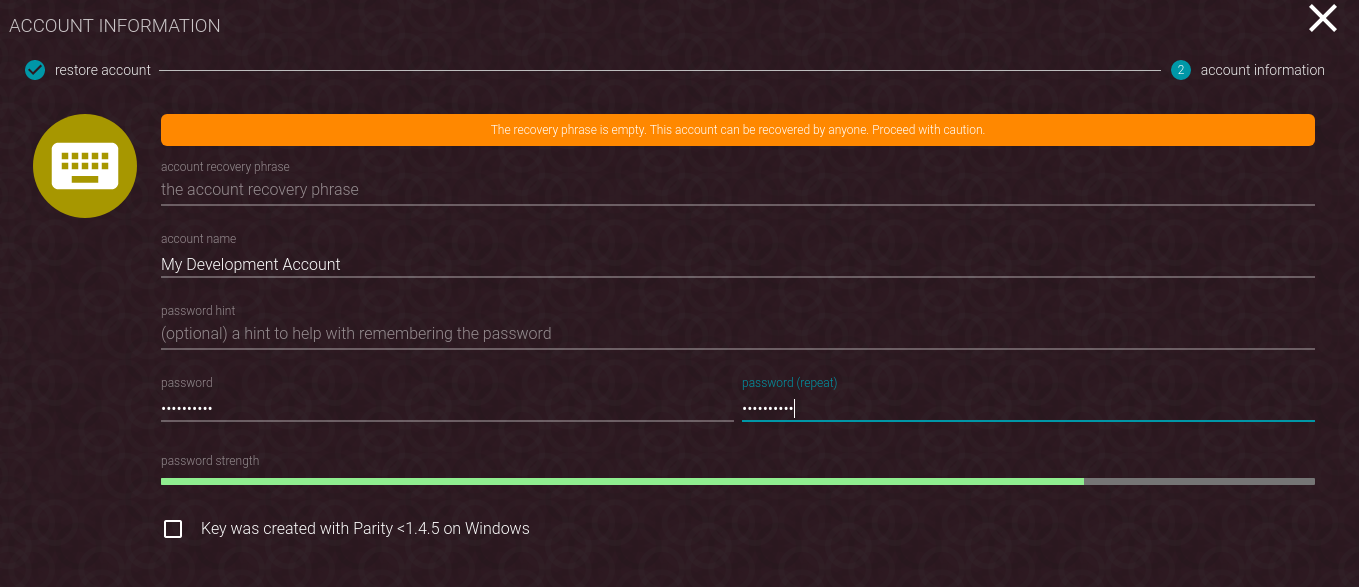 ACCOUNT INFORMATION
restore account
2
account information
The recovery phrase is empty. This account can be recovered by anyone. Proceed with caution.
account recovery phrase
the account recovery phrase
account name
My Development Account
password hint
(optional) a hint to help with remembering the password
password
password (repeat)
••••••••••
••••••••••
password strength
Key was created with Parity <1.4.5 on Windows